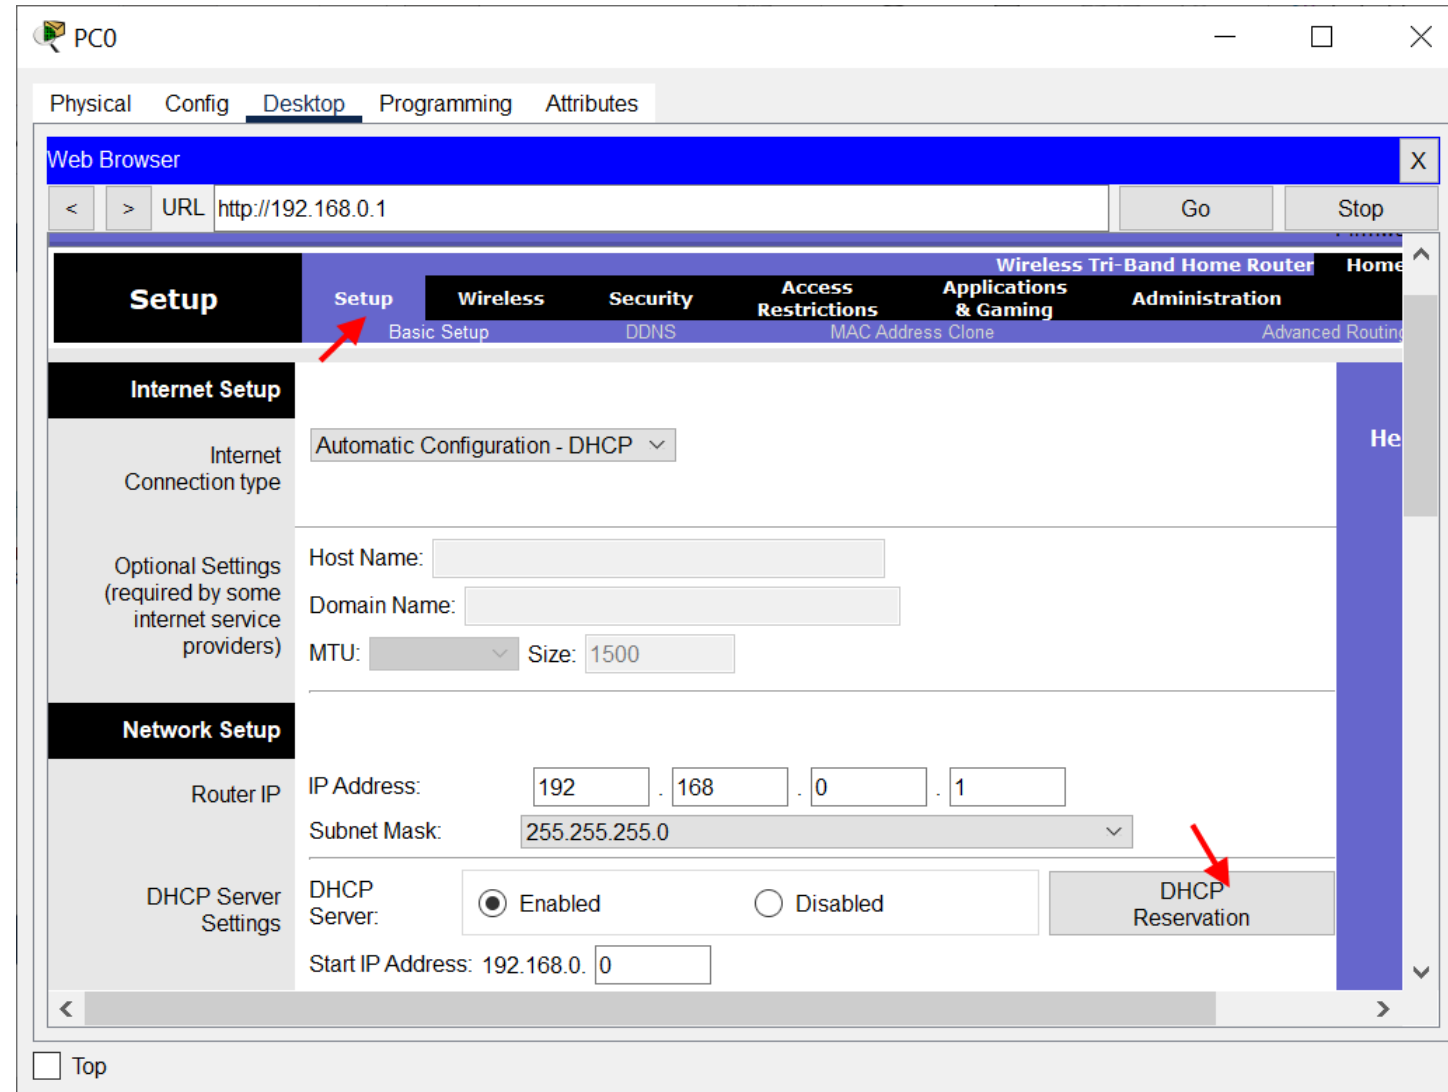 PC0
Physical Config Desktop Programming Attributes
Web Browser X
< > URL http://192.168.0.1 Go Stop
Wireless Tri-Band Home Router Home
Setup Setup Wireless Security Access Restrictions Applications & Gaming Administration
Basic Setup DDNS MAC Address Clone Advanced Routing
Internet Setup
Internet Connection type Automatic Configuration - DHCP
He
Optional Settings (required by some internet service providers)
Host Name:
Domain Name:
MTU: Size: 1500
Network Setup
Router IP IP Address: 192 . 168 . 0 . 1
Subnet Mask: 255.255.255.0
DHCP Server Settings DHCP Server: Enabled Disabled DHCP Reservation
Start IP Address: 192.168.0. 0
Top